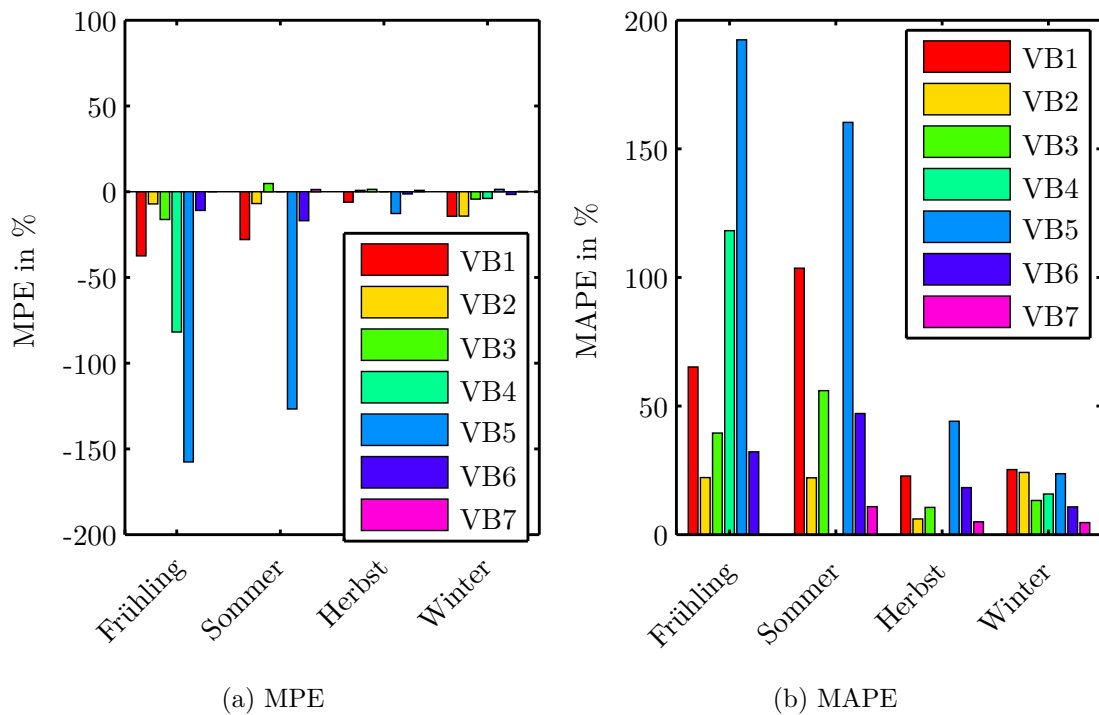 100
50
0
-50
-100
-150
-200
MPE in %
VB1
VB2
VB3
VB4
VB5
VB6
VB7
Frühling
Sommer
Herbst
Winter
(a) MPE
200
150
100
50
0
MAPE in %
VB1
VB2
VB3
VB4
VB5
VB6
VB7
Frühling
Sommer
Herbst
Winter
(b) MAPE